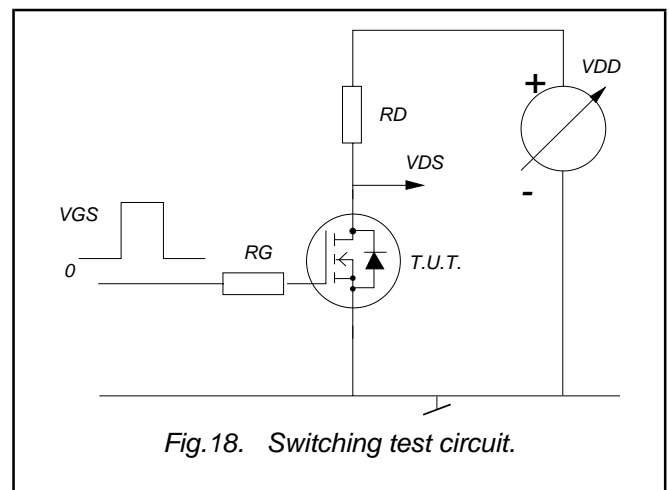 VDD
+
RD
VDS
-
VGS
RG
T.U.T.
0
Fig.18. Switching test circuit.